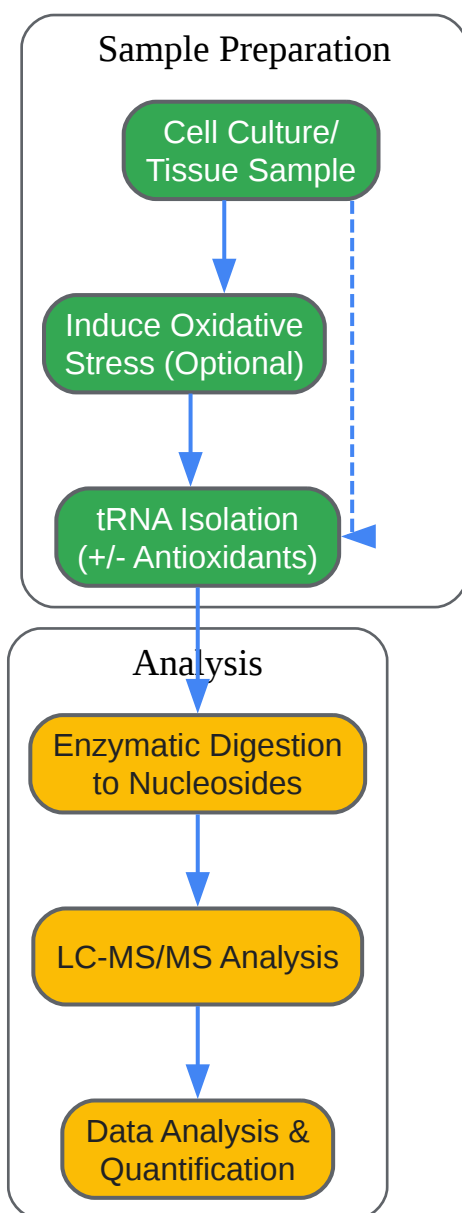 Sample Preparation
Cell Culture/
Tissue Sample
Induce Oxidative
Stress (Optional)
tRNA Isolation
(+/- Antioxidants)
Analysis
Enzymatic Digestion
to Nucleosides
LC-MS/MS Analysis
Data Analysis &
Quantification